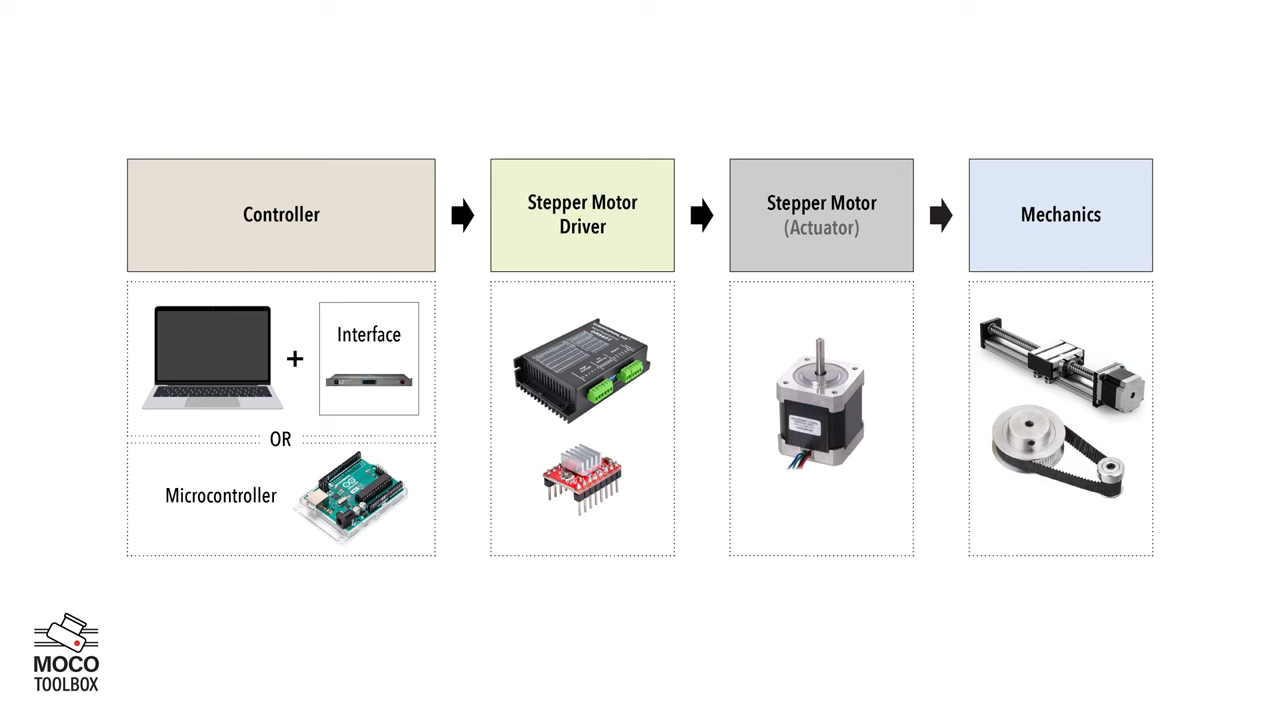 Controller
Stepper Motor
Driver
Stepper Motor
(Actuator)
Mechanics
+
Interface
OR
Microcontroller
MOCO
TOOLBOX